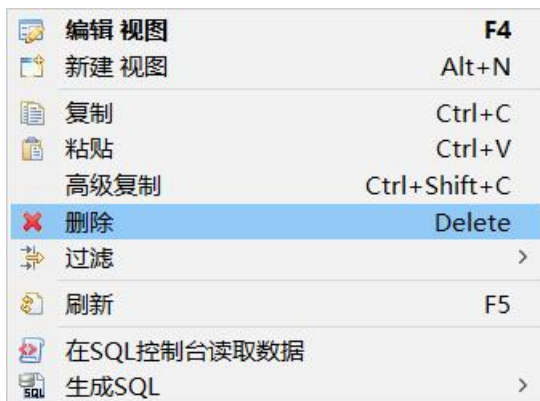 编辑 视图 F4
新建 视图 Alt+N
复制 Ctrl+C
粘贴 Ctrl+V
高级复制 Ctrl+Shift+C
删除 Delete
过滤
刷新 F5
在SQL控制台读取数据
生成SQL